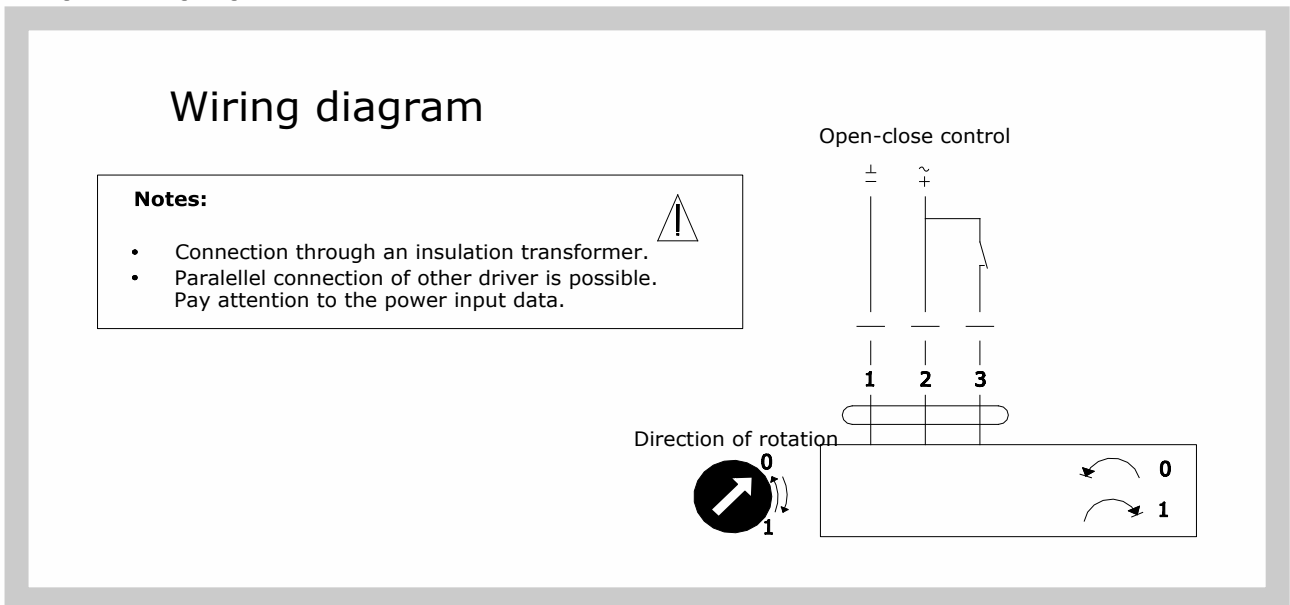 Wiring diagram
Open-close control
⊥ ~
– +
Notes:
• Connection through an insulation transformer.
• Paralellel connection of other driver is possible.
Pay attention to the power input data.
1 2 3
Direction of rotation
0
1
0
1